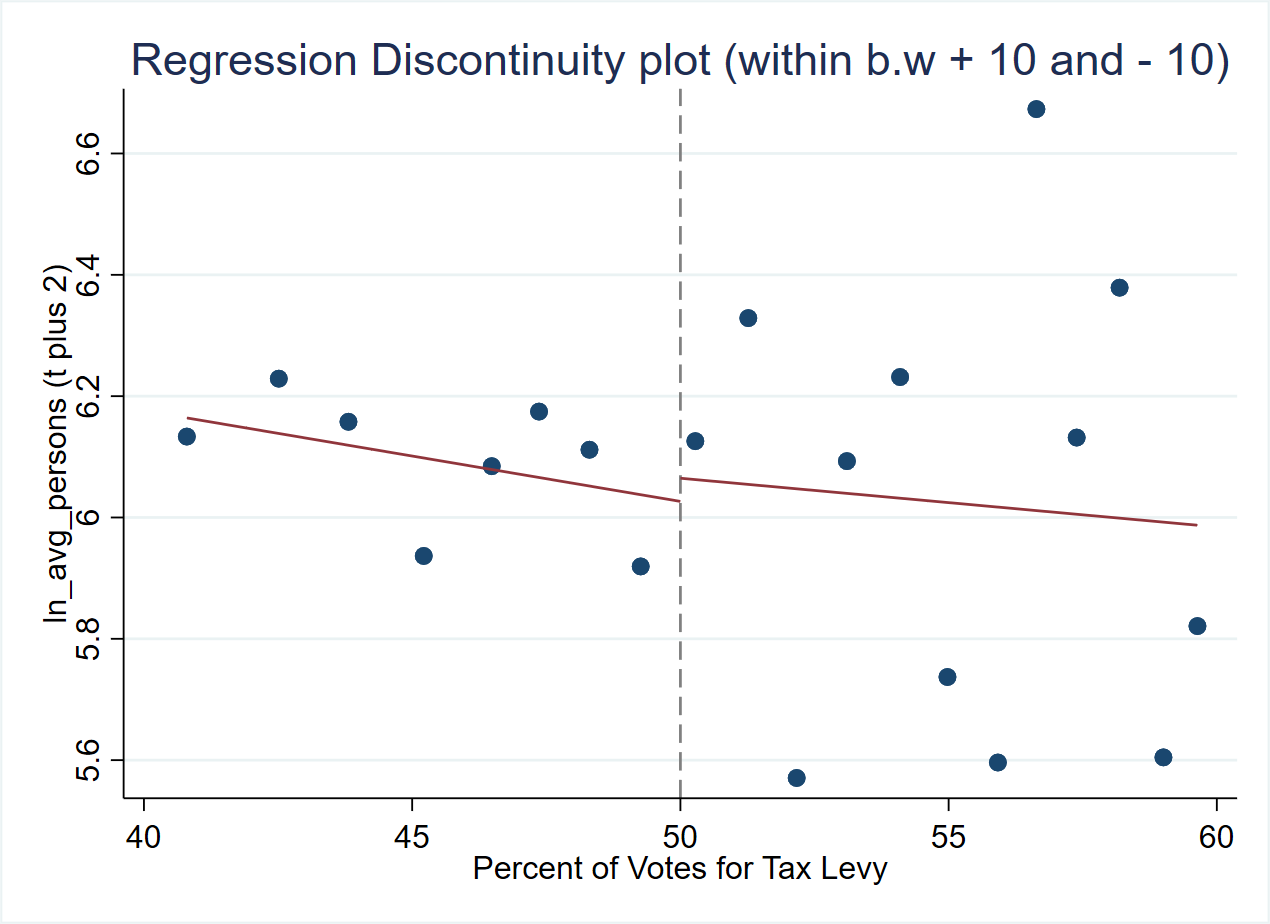 Regression Discontinuity plot (within b.w + 10 and - 10)
ln_avg_persons (t plus 2)
6.6
6.4
6.2
6
5.8
5.6
40 45 50 55 60
Percent of Votes for Tax Levy